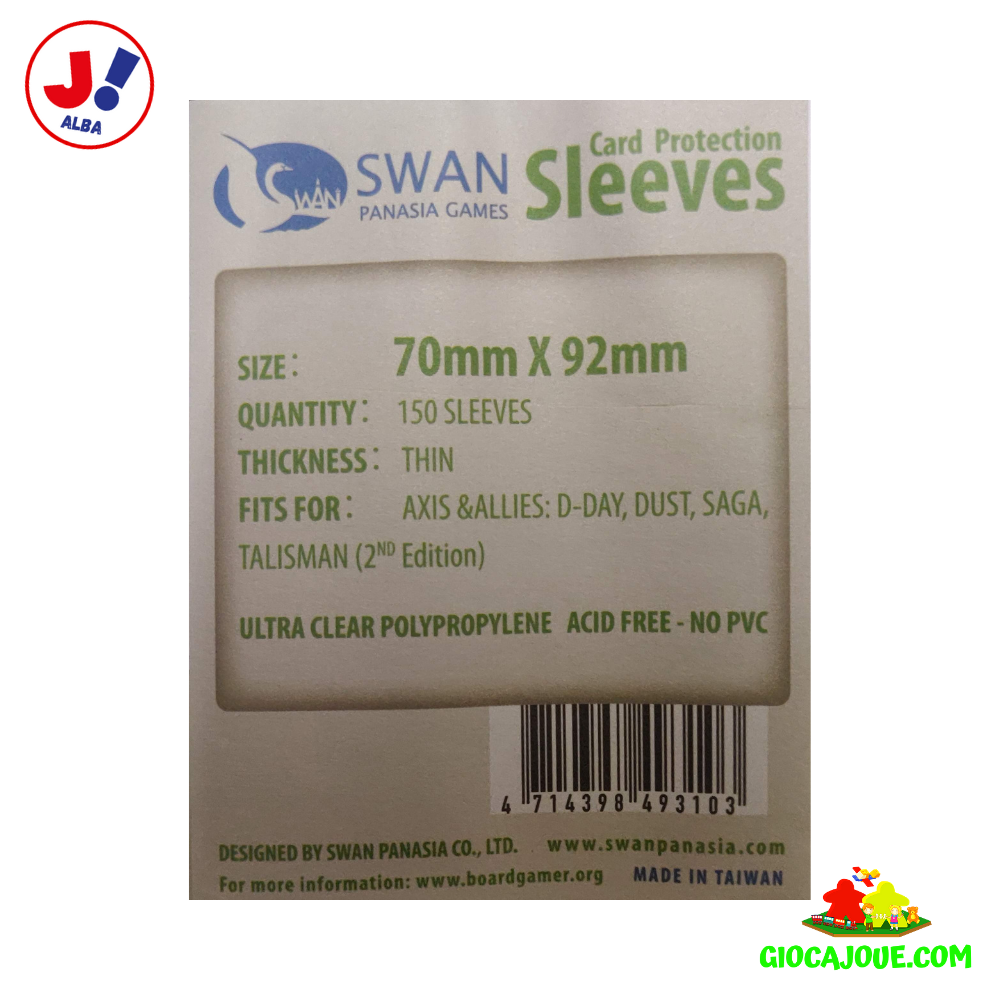 J!
ALBA
SWAN
SWAN
PANASIA GAMES
Card Protection
Sleeves
SIZE: 70mm X 92mm
QUANTITY: 150 SLEEVES
THICKNESS: THIN
FITS FOR: AXIS &ALLIES: D-DAY, DUST, SAGA,
TALISMAN (2ND Edition)
ULTRA CLEAR POLYPROPYLENE ACID FREE - NO PVC
4 714398 493103
DESIGNED BY SWAN PANASIA CO., LTD. www.swanpanasia.com
For more information: www.boardgamer.org MADE IN TAIWAN
GIOCAJOUE.COM